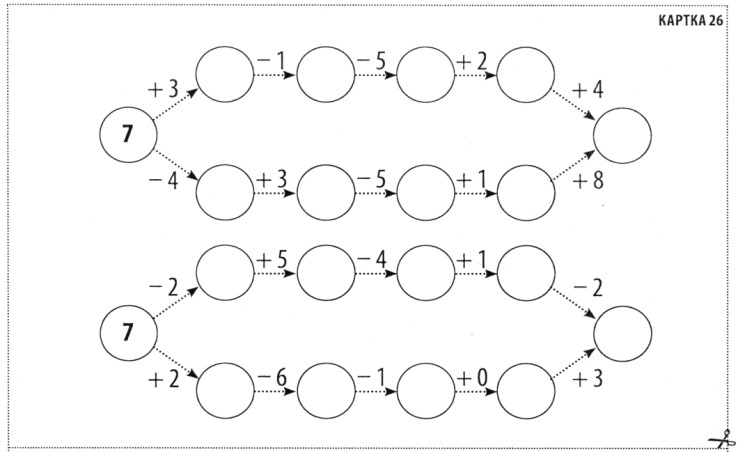 КАРТКА 26
− 1 − 5 + 2
+ 3 + 4
7
− 4 + 3 − 5 + 1 + 8
+ 5 − 4 + 1
− 2 − 2
7
+ 2 − 6 − 1 + 0 + 3